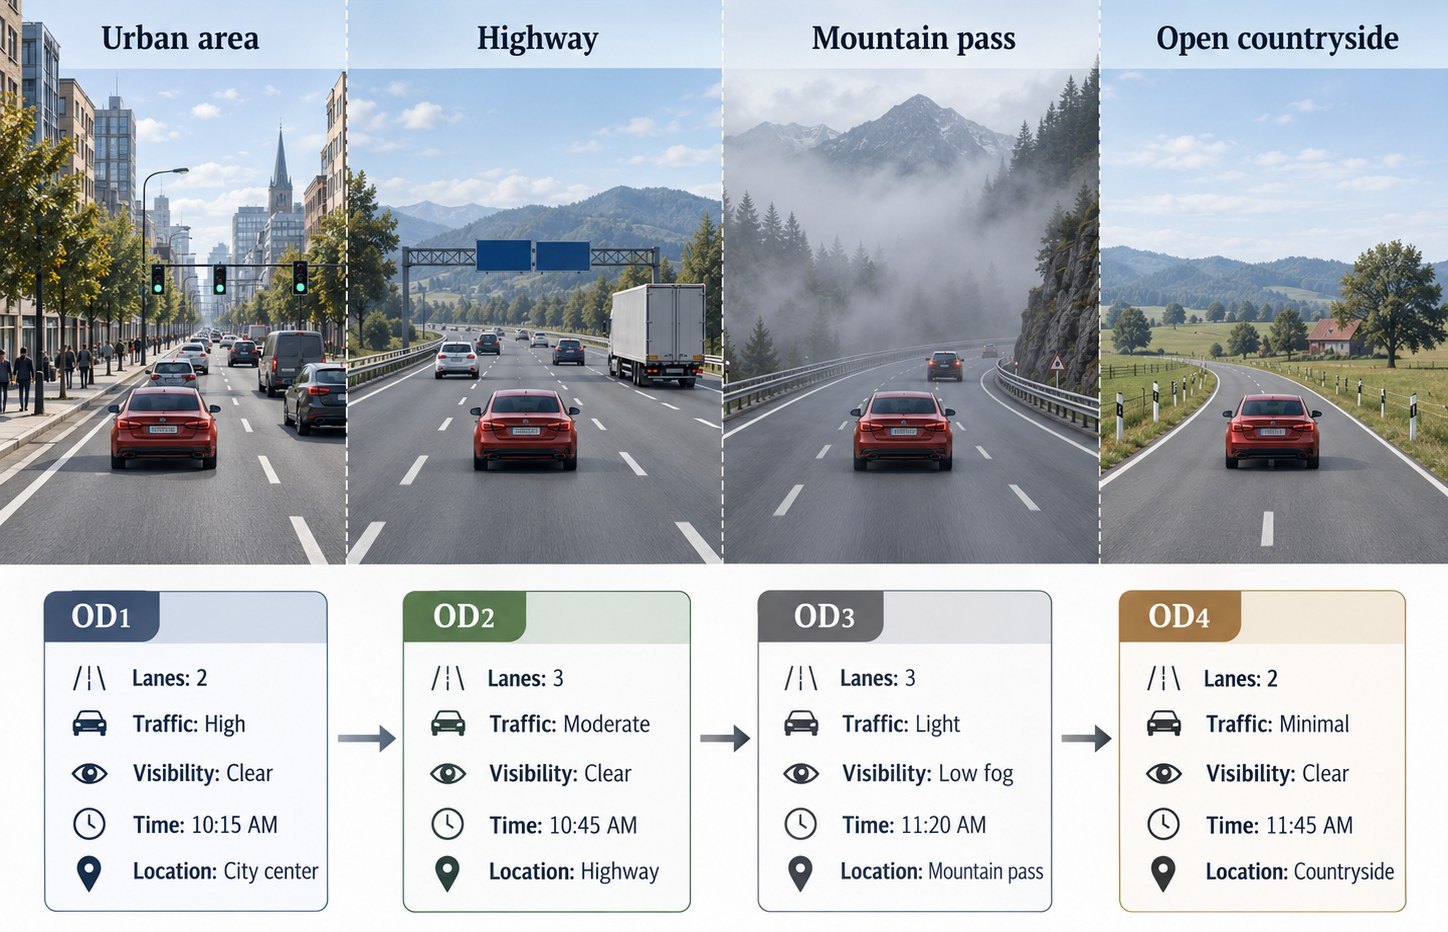 Urban area
Highway
Mountain pass
Open countryside
OD1
Lanes: 2
Traffic: High
Visibility: Clear
Time: 10:15 AM
Location: City center
OD2
Lanes: 3
Traffic: Moderate
Visibility: Clear
Time: 10:45 AM
Location: Highway
OD3
Lanes: 3
Traffic: Light
Visibility: Low fog
Time: 11:20 AM
Location: Mountain pass
OD4
Lanes: 2
Traffic: Minimal
Visibility: Clear
Time: 11:45 AM
Location: Countryside